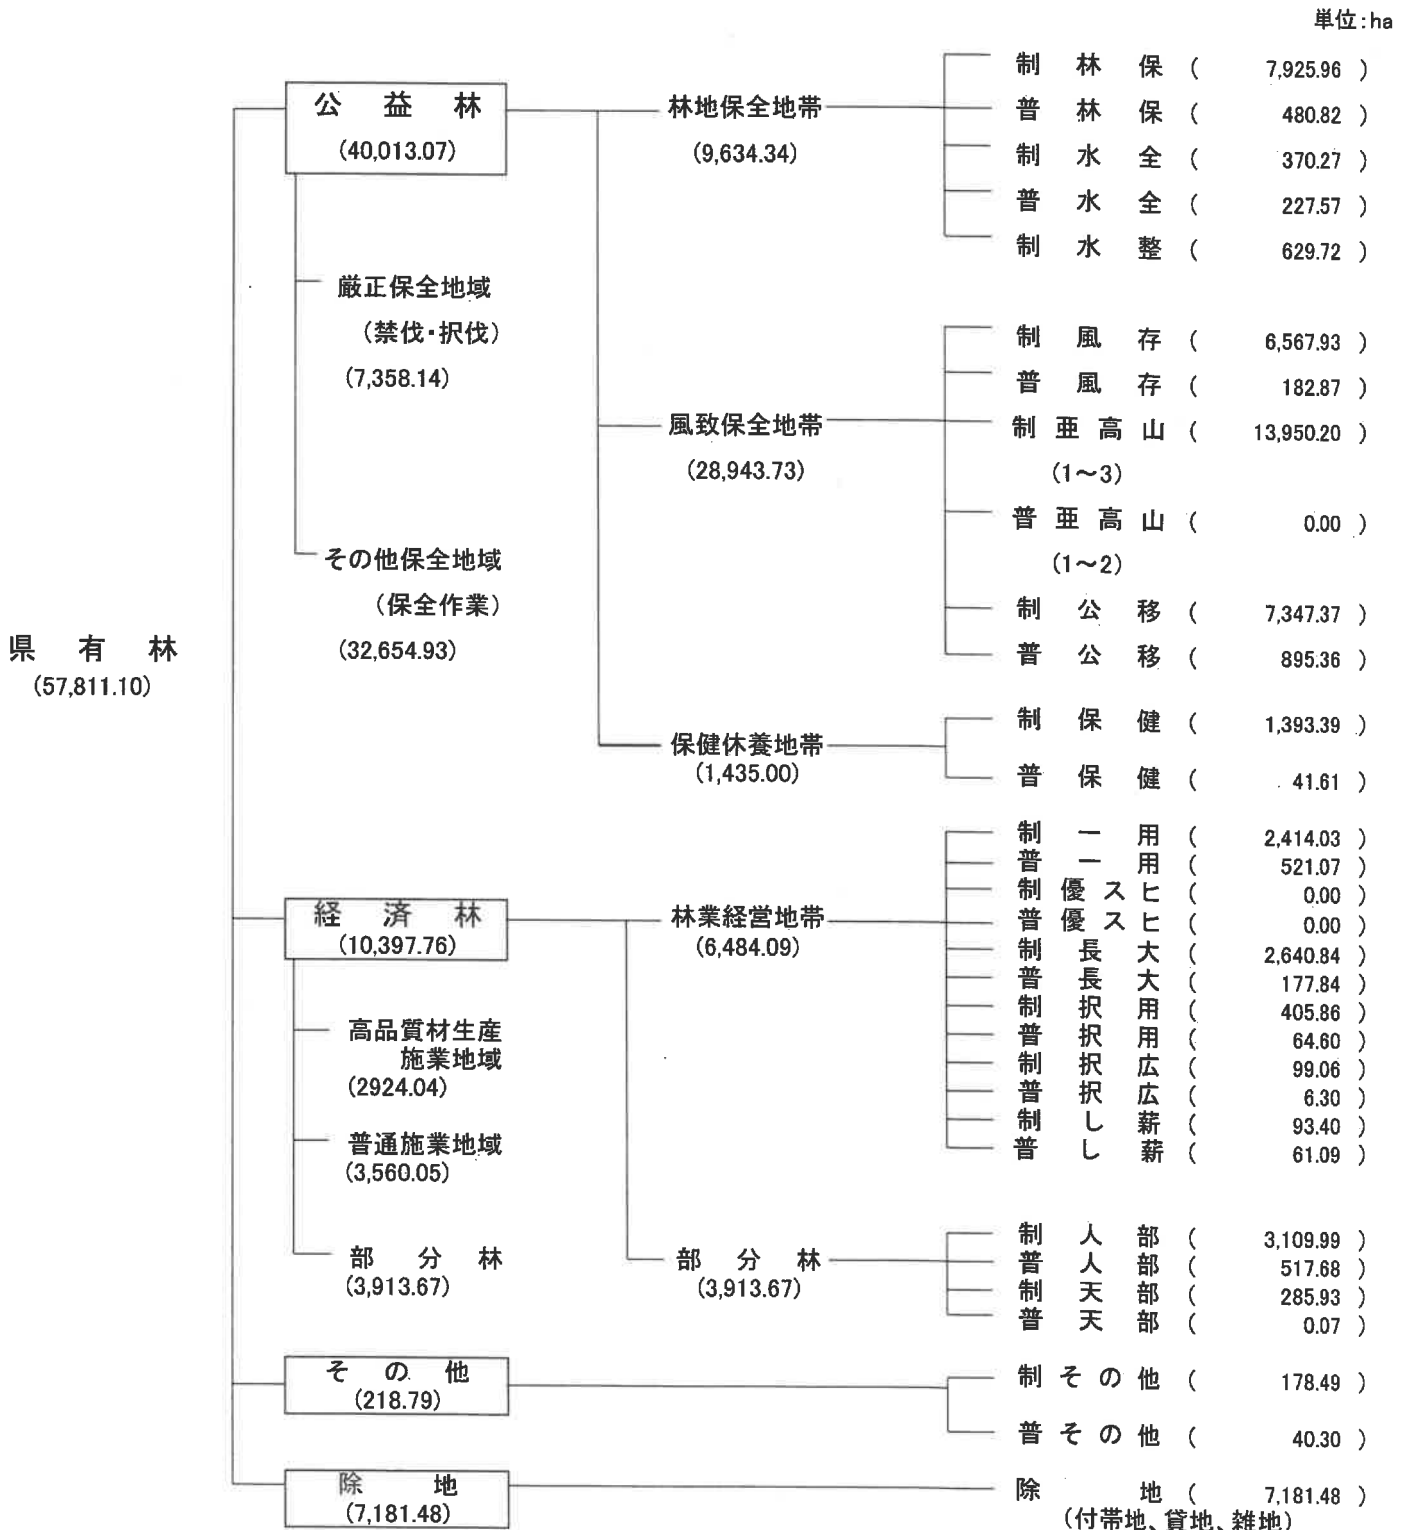 単位:ha
県有林
(57,811.10)
公益林
(40,013.07)
厳正保全地域
(禁伐・択伐)
(7,358.14)
その他保全地域
(保全作業)
(32,654.93)
林地保全地帯
(9,634.34)
制林保 ( 7,925.96 )
普林保 ( 480.82 )
制水全 ( 370.27 )
普水全 ( 227.57 )
制水整 ( 629.72 )
風致保全地帯
(28,943.73)
制風存 ( 6,567.93 )
普風存 ( 182.87 )
制亜高山 ( 13,950.20 )
(1～3)
普亜高山 ( 0.00 )
(1～2)
制公移 ( 7,347.37 )
普公移 ( 895.36 )
保健休養地帯
(1,435.00)
制保健 ( 1,393.39 )
普保健 ( 41.61 )
経済林
(10,397.76)
高品質材生産
施業地域
(2924.04)
普通施業地域
(3,560.05)
部分林
(3,913.67)
林業経営地帯
(6,484.09)
制一用 ( 2,414.03 )
普一用 ( 521.07 )
制優スヒ ( 0.00 )
普優スヒ ( 0.00 )
制長大 ( 2,640.84 )
普長大 ( 177.84 )
制択用 ( 405.86 )
普択用 ( 64.60 )
制択広 ( 99.06 )
普択広 ( 6.30 )
制し薪 ( 93.40 )
普し薪 ( 61.09 )
部分林
(3,913.67)
制人部 ( 3,109.99 )
普人部 ( 517.68 )
制天部 ( 285.93 )
普天部 ( 0.07 )
その他
(218.79)
制その他 ( 178.49 )
普その他 ( 40.30 )
除地
(7,181.48)
除地 ( 7,181.48 )
(付帯地、貸地、雑地)